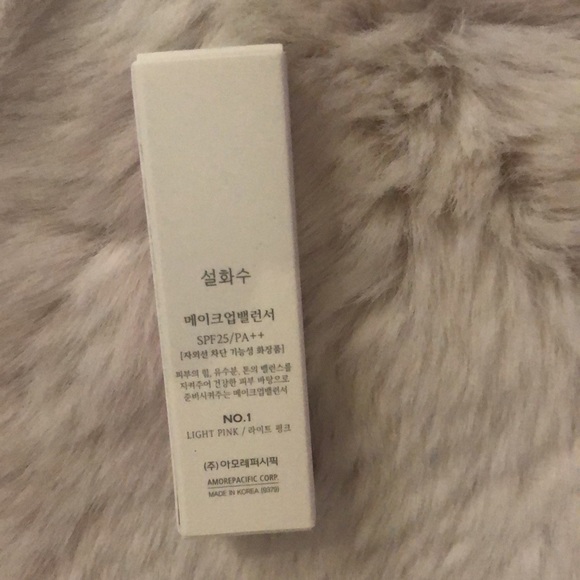 설화수
메이크업밸런서
SPF25/PA++
[자외선 차단 기능성 화장품]
피부의 힘, 유수분, 톤의 밸런스를
지켜주어 건강한 피부 바탕으로
준비시켜주는 메이크업밸런서
NO.1
LIGHT PINK / 라이트 핑크
(주)아모레퍼시픽
AMOREPACIFIC CORP.
MADE IN KOREA (9379)